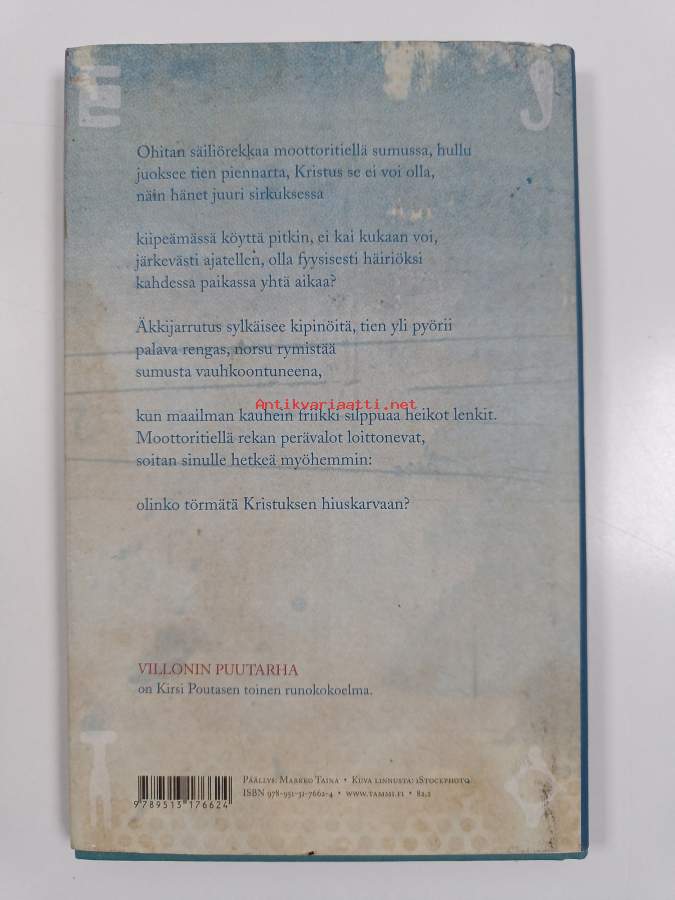 Ohitan säiliörekkaa moottoritiellä sumussa, hullu
juoksee tien piennarta, Kristus se ei voi olla,
näin hänet juuri sirkuksessa
kiipeämässä köyttä pitkin, ei kai kukaan voi,
järkevästi ajatellen, olla fyysisesti häiriöksi
kahdessa paikassa yhtä aikaa?
Äkkijarrutus sylkäisee kipinöitä, tien yli pyörii
palava rengas, norsu rymistää
sumusta vauhkoontuneena,
Antikvariaatti.net
kun maailman kauhein friikki silppuaa heikot lenkit.
Moottoritiellä rekan perävalot loittonevat,
soitan sinulle hetkeä myöhemmin:
olinko törmätä Kristuksen hiuskarvaan?
VILLONIN PUUTARHA
on Kirsi Poutasen toinen runokokoelma.
Päällys: Markko Taina • Kuva linnusta: iStockphoto
ISBN 978-951-31-7662-4 • www.tammi.fi • 82.2
9 789513 176624